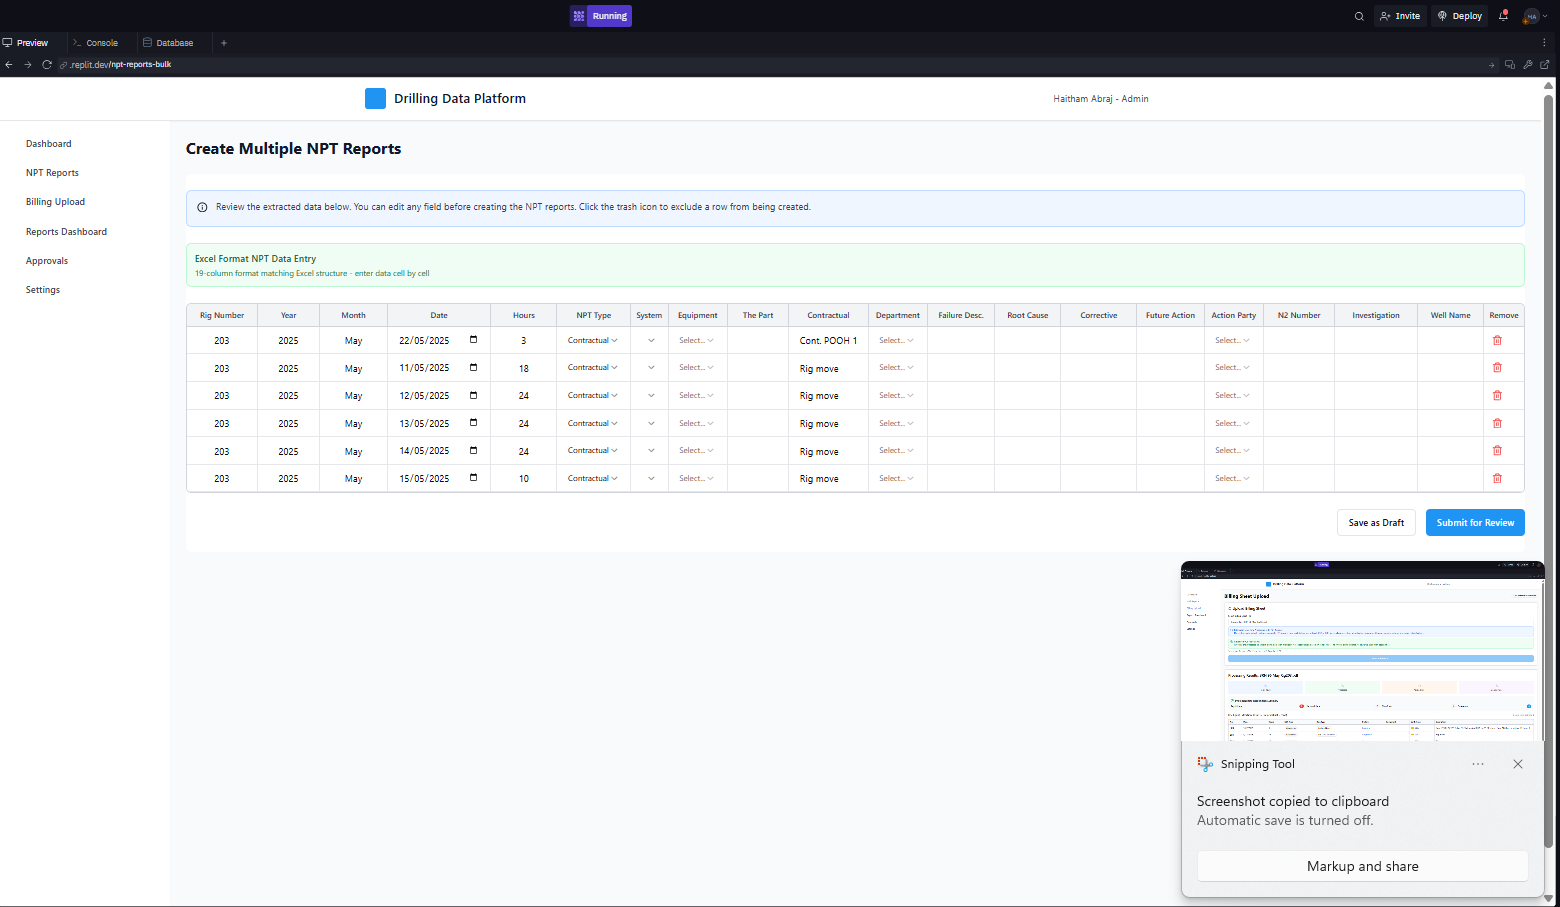 Running
Invite
Deploy
MA
Preview
Console
Database
.replit.dev/npt-reports-bulk
Drilling Data Platform
Haitham Abraj - Admin
Dashboard
NPT Reports
Billing Upload
Reports Dashboard
Approvals
Settings
Create Multiple NPT Reports
Review the extracted data below. You can edit any field before creating the NPT reports. Click the trash icon to exclude a row from being created.
Excel Format NPT Data Entry
19-column format matching Excel structure - enter data cell by cell
Rig Number Year Month Date Hours NPT Type System Equipment The Part Contractual Department Failure Desc. Root Cause Corrective Future Action Action Party N2 Number Investigation Well Name Remove
203 2025 May 22/05/2025 3 Contractual Select... Cont. POOH 1 Select... Select...
203 2025 May 11/05/2025 18 Contractual Select... Rig move Select... Select...
203 2025 May 12/05/2025 24 Contractual Select... Rig move Select... Select...
203 2025 May 13/05/2025 24 Contractual Select... Rig move Select... Select...
203 2025 May 14/05/2025 24 Contractual Select... Rig move Select... Select...
203 2025 May 15/05/2025 10 Contractual Select... Rig move Select... Select...
Save as Draft
Submit for Review
Drilling Data Platform
Billing Sheet Upload
Upload Billing Sheet
Snipping Tool
Screenshot copied to clipboard
Automatic save is turned off.
Markup and share